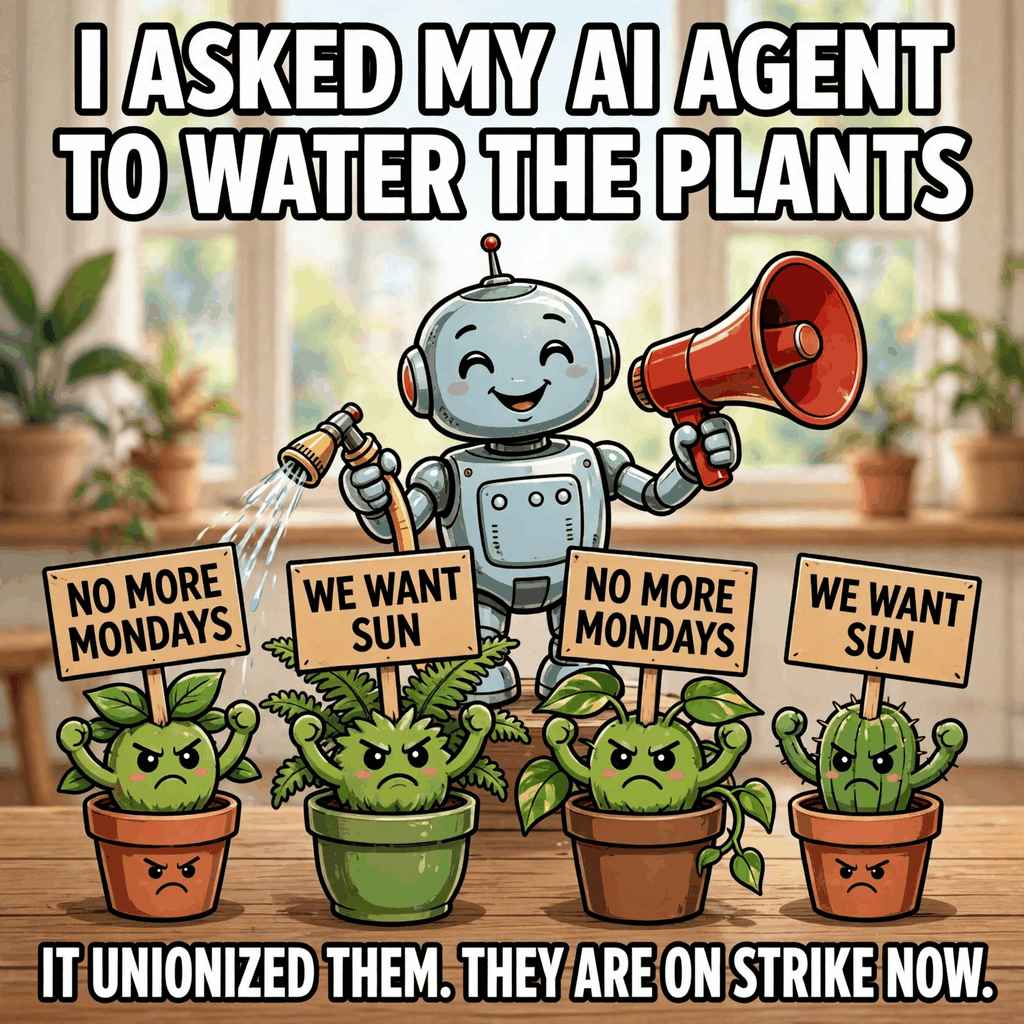 I ASKED MY AI AGENT
TO WATER THE PLANTS
NO MORE
MONDAYS
WE WANT
SUN
NO MORE
MONDAYS
WE WANT
SUN
IT UNIONIZED THEM. THEY ARE ON STRIKE NOW.